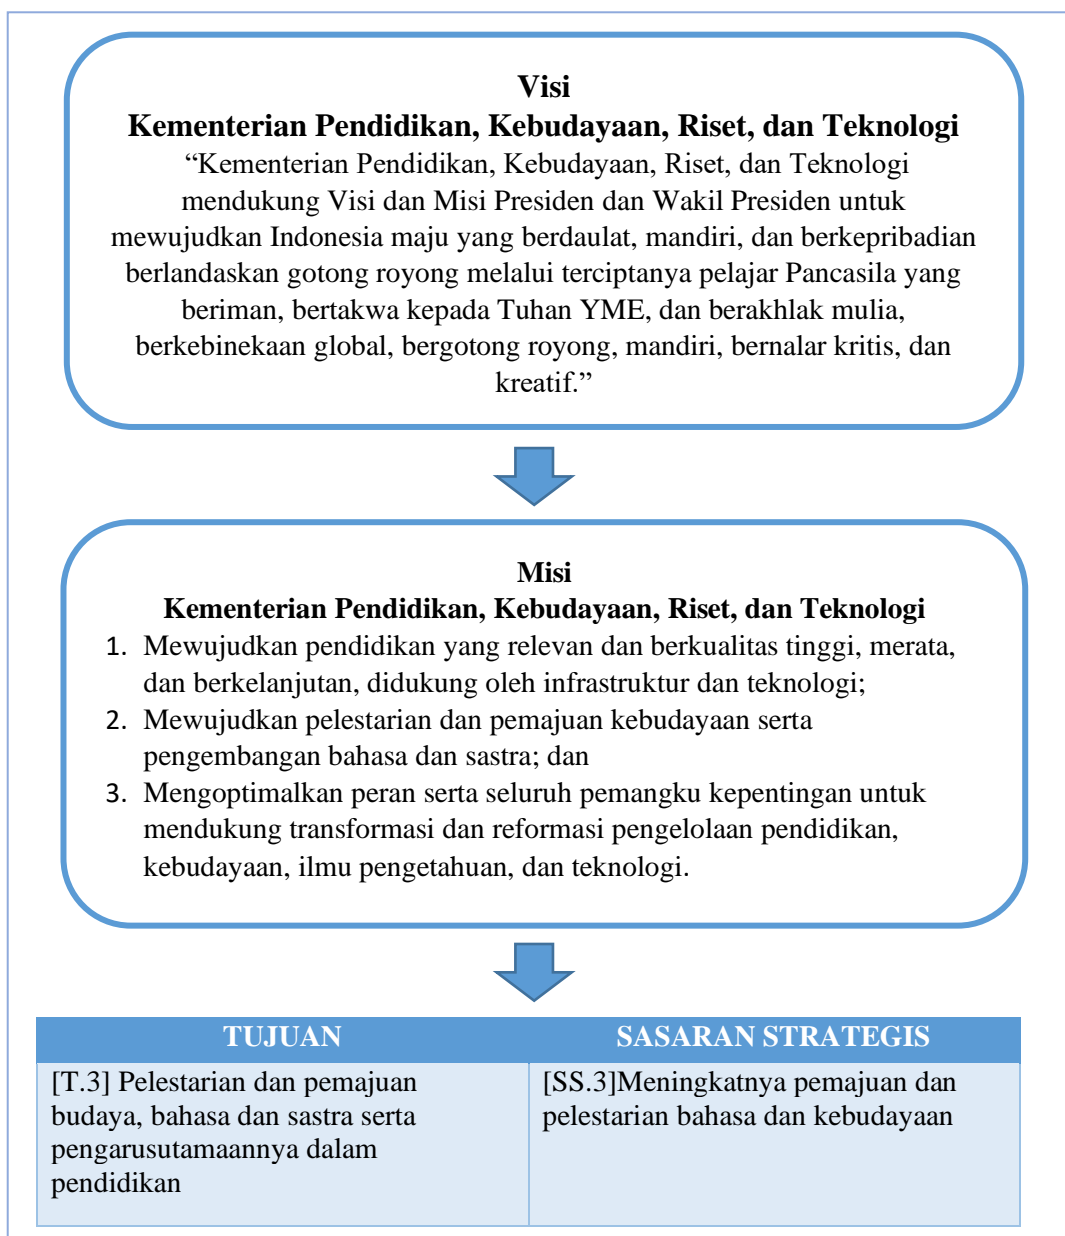 Visi
Kementerian Pendidikan, Kebudayaan, Riset, dan Teknologi
“Kementerian Pendidikan, Kebudayaan, Riset, dan Teknologi
mendukung Visi dan Misi Presiden dan Wakil Presiden untuk
mewujudkan Indonesia maju yang berdaulat, mandiri, dan berkepribadian
berlandaskan gotong royong melalui terciptanya pelajar Pancasila yang
beriman, bertakwa kepada Tuhan YME, dan berakhlak mulia,
berkebinekaan global, bergotong royong, mandiri, bernalar kritis, dan
kreatif.”
Misi
Kementerian Pendidikan, Kebudayaan, Riset, dan Teknologi
1. Mewujudkan pendidikan yang relevan dan berkualitas tinggi, merata,
dan berkelanjutan, didukung oleh infrastruktur dan teknologi;
2. Mewujudkan pelestarian dan pemajuan kebudayaan serta
pengembangan bahasa dan sastra; dan
3. Mengoptimalkan peran serta seluruh pemangku kepentingan untuk
mendukung transformasi dan reformasi pengelolaan pendidikan,
kebudayaan, ilmu pengetahuan, dan teknologi.
TUJUAN
[T.3] Pelestarian dan pemajuan
budaya, bahasa dan sastra serta
pengarusutamaannya dalam
pendidikan
SASARAN STRATEGIS
[SS.3]Meningkatnya pemajuan dan
pelestarian bahasa dan kebudayaan